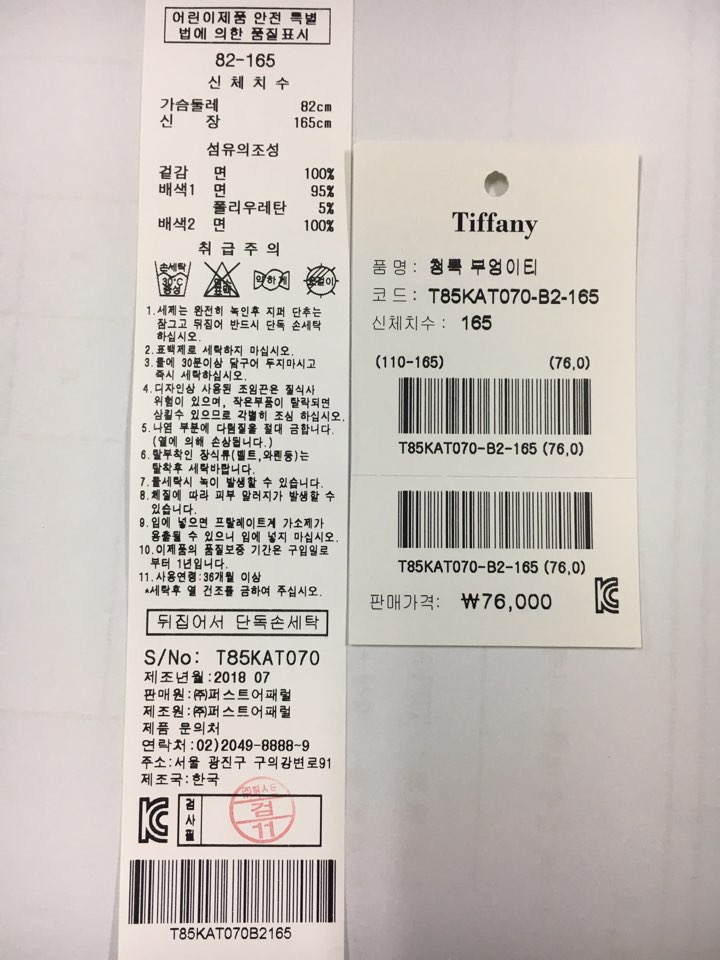 어린이제품 안전 특별
법에 의한 품질표시
82-165
신 체 치 수
가슴둘레 82cm
신 장 165cm
섬유의조성
겉감 면 100%
배색1 면 95%
폴리우레탄 5%
배색2 면 100%
취 급 주 의
손세탁
30℃
중성
약하게
1.세제는 완전히 녹인후 지퍼 단추는
잠그고 뒤집어 반드시 단독 손세탁
하십시오.
2.표백제로 세탁하지 마십시오.
3.물에 30분이상 담구어 두지마시고
즉시 세탁하십시오.
4.디자인상 사용된 조임끈은 질식사
위험이 있으며, 작은부품이 탈락되면
삼킬수 있으므로 각별히 조심 하십시오.
5.나염 부분에 다림질을 절대 금합니다.
(열에 의해 손상됩니다.)
6.탈부착인 장식류(벨트,와펜등)는
탈착후 세탁바랍니다.
7.물세탁시 녹이 발생할 수 있습니다.
8.체질에 따라 피부 알러지가 발생할 수
있습니다.
9.입에 넣으면 프탈레이트계 가소제가
용출될 수 있으니 입에 넣지 마십시오.
10.이제품의 품질보증 기간은 구입일로
부터 1년입니다.
11.사용연령:36개월 이상
*세탁후 열 건조를 금하여 주십시오.
뒤집어서 단독손세탁
S/No: T85KAT070
제조년월:2018 07
판매원:㈜퍼스트어패럴
제조원:㈜퍼스트어패럴
제품 문의처
연락처:02)2049-8888~9
주소:서울 광진구 구의강변로91
제조국:한국
검사필
검
11
T85KAT070B2165
Tiffany
품 명: 청록 부엉이티
코 드: T85KAT070-B2-165
신체치수: 165
(110-165) (76,0)
T85KAT070-B2-165 (76,0)
T85KAT070-B2-165 (76,0)
판매가격: ₩76,000